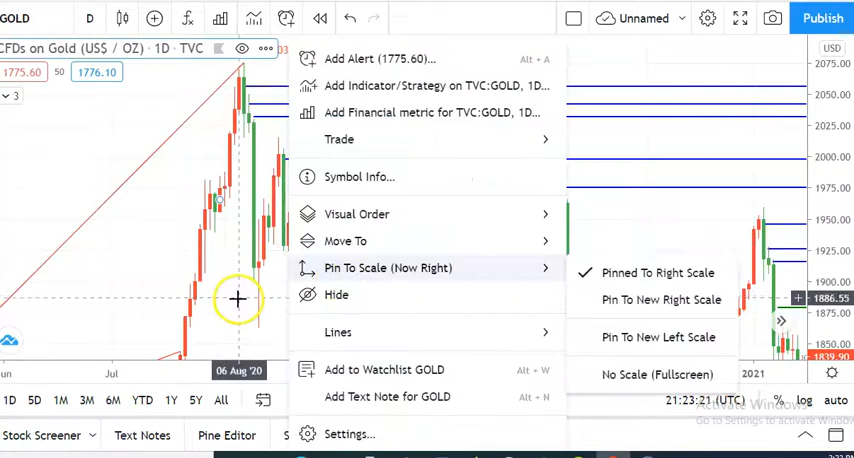 GOLD
D
Unnamed
Publish
CFDs on Gold (US$ / OZ) · 1D · TVC
03
USD
1775.60
50
1776.10
3
Add Alert (1775.60)...
Alt + A
Add Indicator/Strategy on TVC:GOLD, 1D...
Add Financial metric for TVC:GOLD, 1D...
Trade
Symbol Info...
Visual Order
Move To
Pin To Scale (Now Right)
Hide
Lines
Add to Watchlist GOLD
Alt + W
Add Text Note for GOLD
Alt + N
Settings...
Pinned To Right Scale
Pin To New Right Scale
Pin To New Left Scale
No Scale (Fullscreen)
2075.00
2050.00
2025.00
2000.00
1975.00
1950.00
1925.00
1900.00
1886.55
1875.00
1850.00
1839.90
un
Jul
06 Aug '20
2021
1D
5D
1M
3M
6M
YTD
1Y
5Y
All
21:23:21 (UTC)
%
log
auto
Activate Windows
Go to Settings to activate Windows
Stock Screener
Text Notes
Pine Editor
S